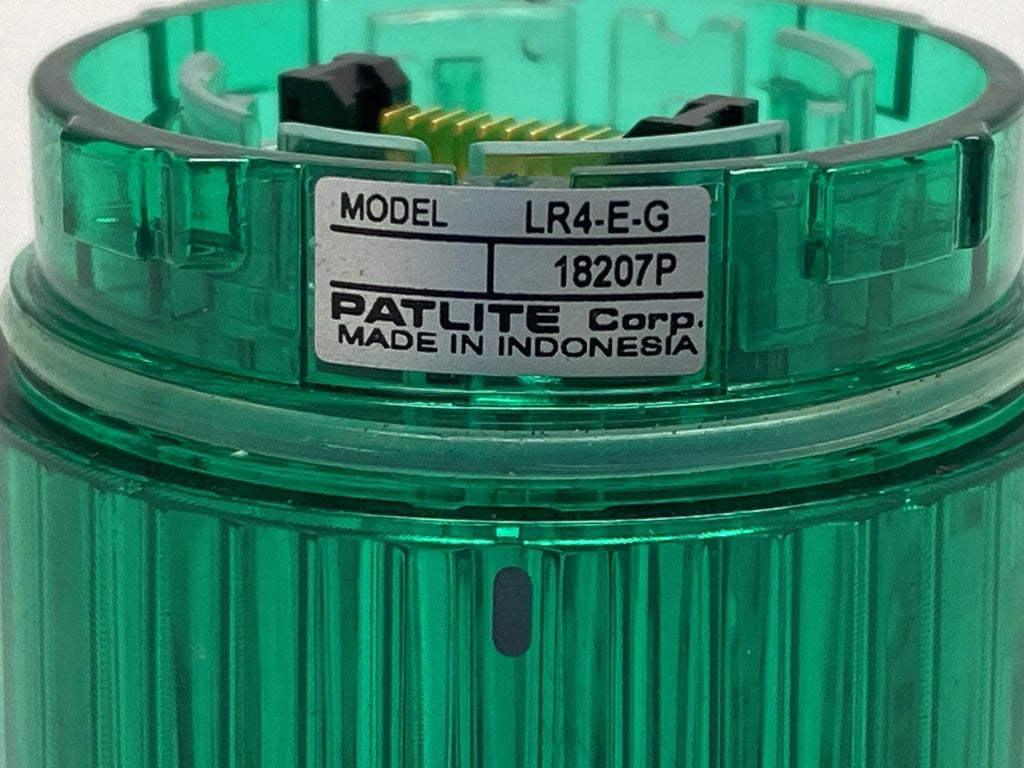 MODEL LR4-E-G
18207P
PATLITE Corp.
MADE IN INDONESIA